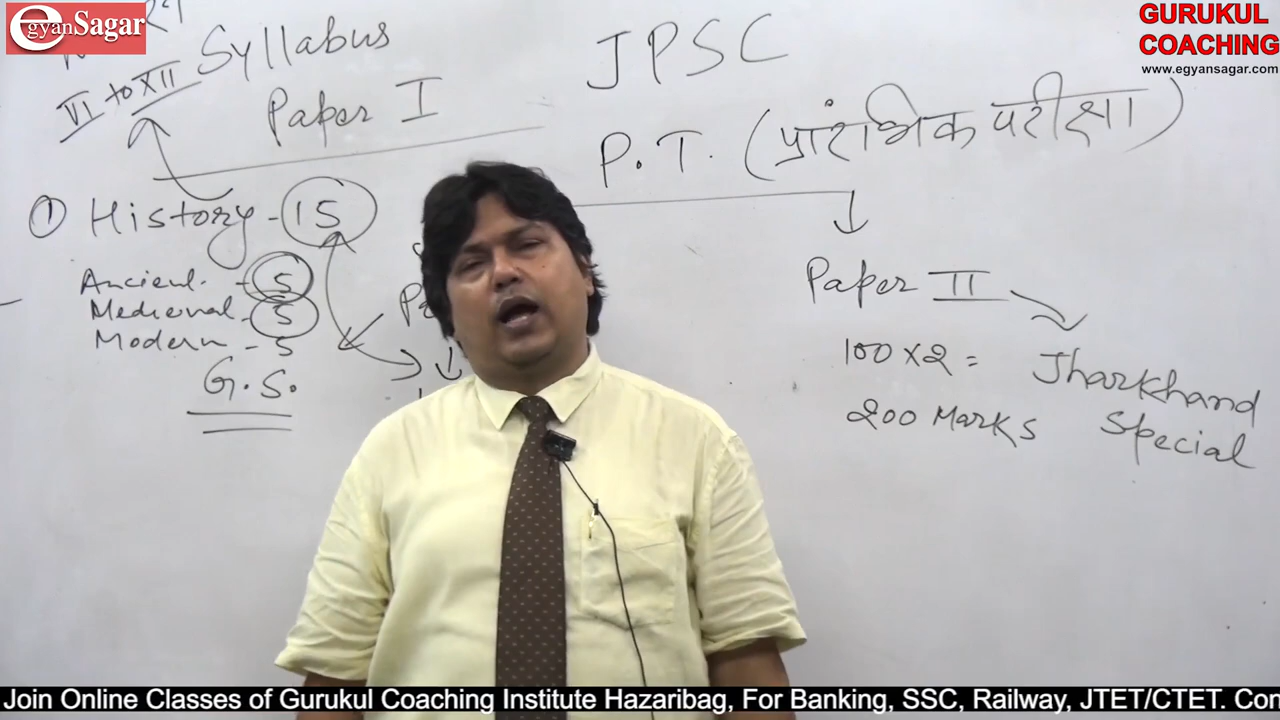 egyanSagar
GURUKUL
COACHING
www.egyansagar.com
Syllabus
VI to XII
Paper I
JPSC
P.T. (प्रारंभिक परीक्षा)
① History - 15
Ancient - 5
Medieval - 5
Modern - 5
G.S.
Paper II
100 x 2 =
200 Marks
Jharkhand
Special
Join Online Classes of Gurukul Coaching Institute Hazaribag, For Banking, SSC, Railway, JTET/CTET. Con